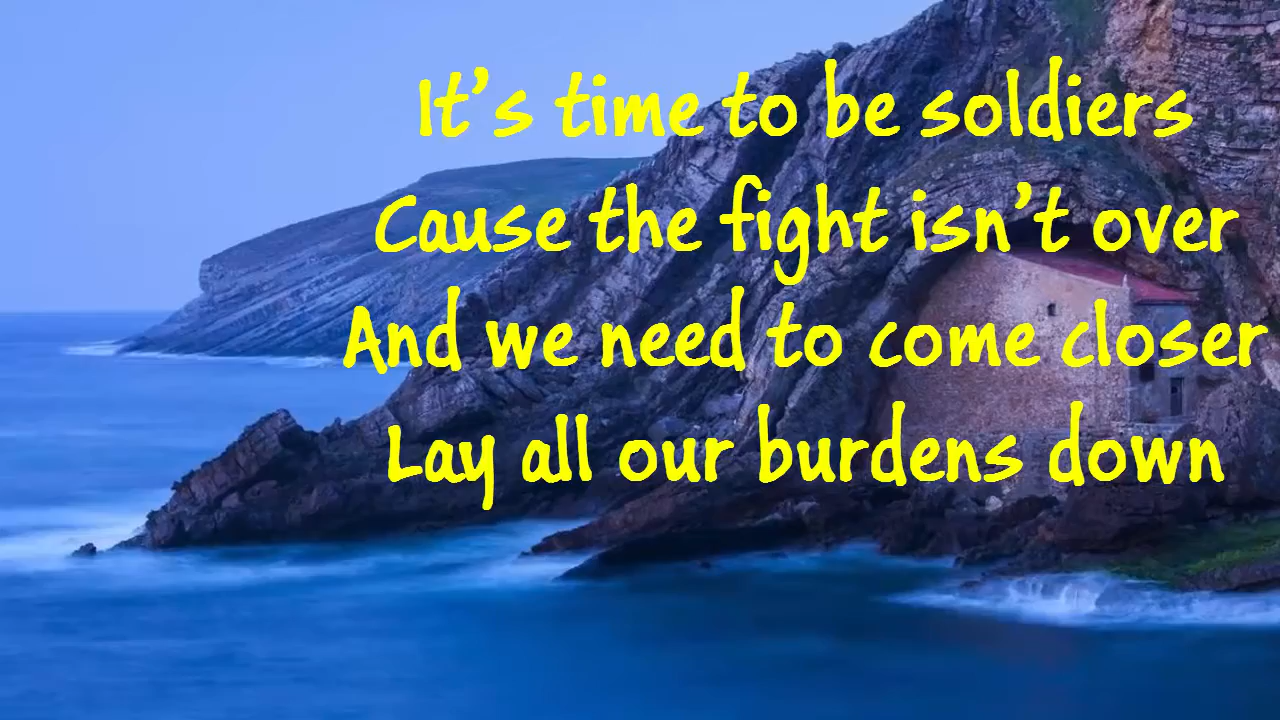 It's time to be soldiers
Cause the fight isn't over
And we need to come closer
Lay all our burdens down